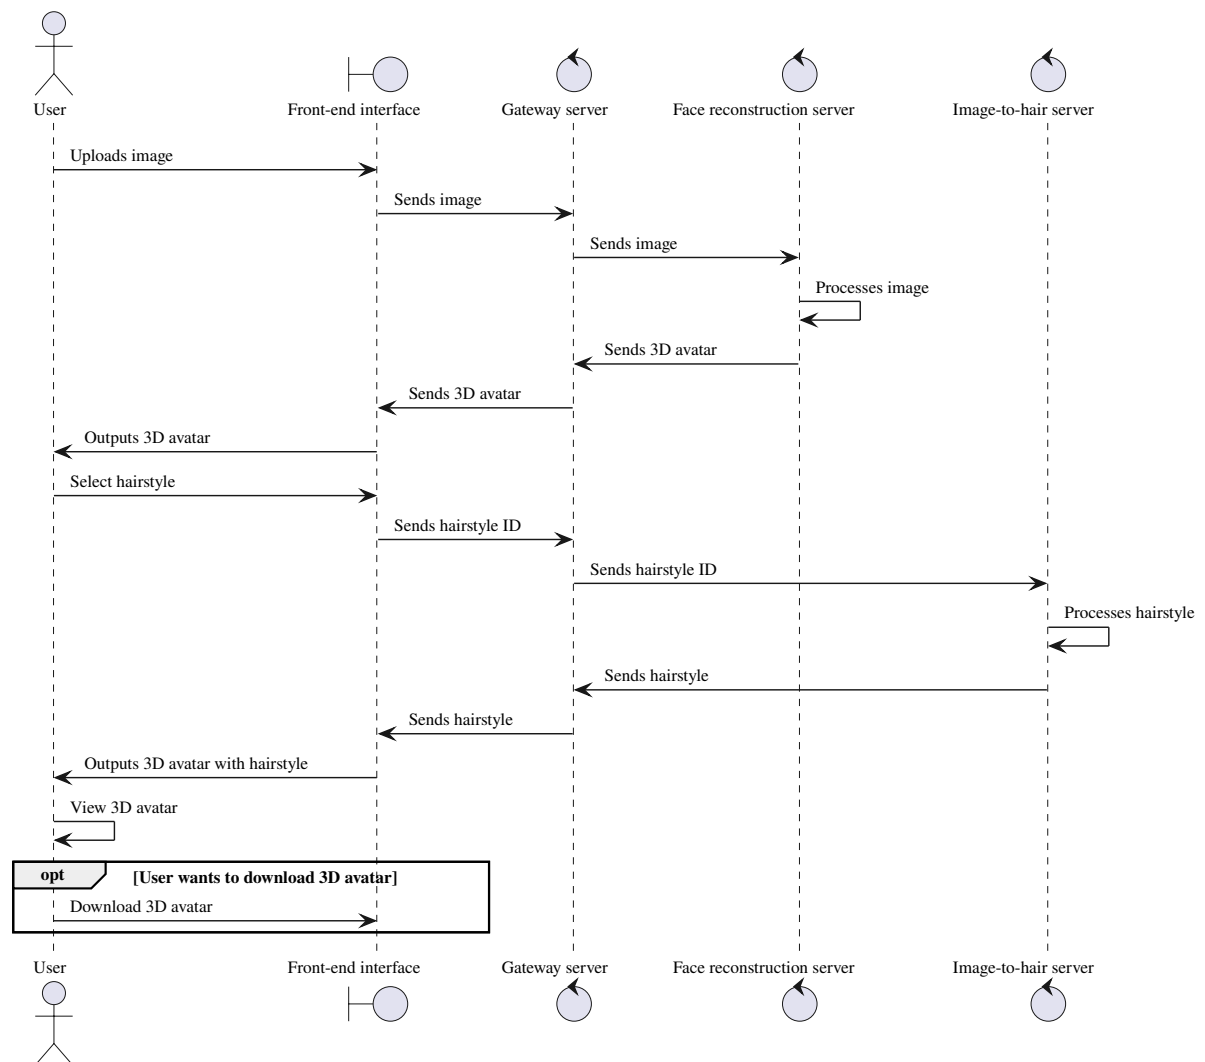 User
Front-end interface
Gateway server
Face reconstruction server
Image-to-hair server
Uploads image
Sends image
Sends image
Processes image
Sends 3D avatar
Sends 3D avatar
Outputs 3D avatar
Select hairstyle
Sends hairstyle ID
Sends hairstyle ID
Processes hairstyle
Sends hairstyle
Sends hairstyle
Outputs 3D avatar with hairstyle
View 3D avatar
opt [User wants to download 3D avatar]
Download 3D avatar
User
Front-end interface
Gateway server
Face reconstruction server
Image-to-hair server